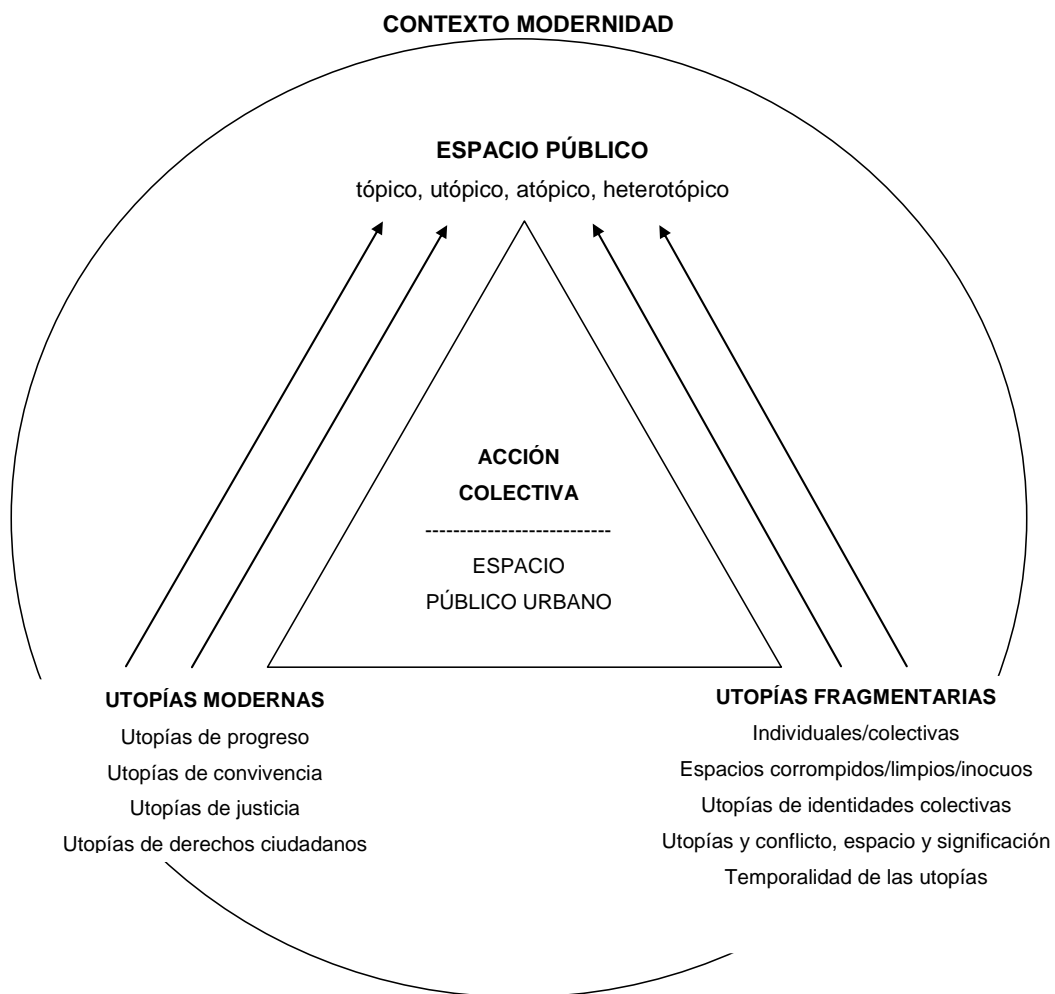 CONTEXTO MODERNIDAD
ESPACIO PÚBLICO
tópico, utópico, atópico, heterotópico
ACCIÓN
COLECTIVA
---------------------------
ESPACIO
PÚBLICO URBANO
UTOPÍAS MODERNAS
Utopías de progreso
Utopías de convivencia
Utopías de justicia
Utopías de derechos ciudadanos
UTOPÍAS FRAGMENTARIAS
Individuales/colectivas
Espacios corrompidos/limpios/inocuos
Utopías de identidades colectivas
Utopías y conflicto, espacio y significación
Temporalidad de las utopías